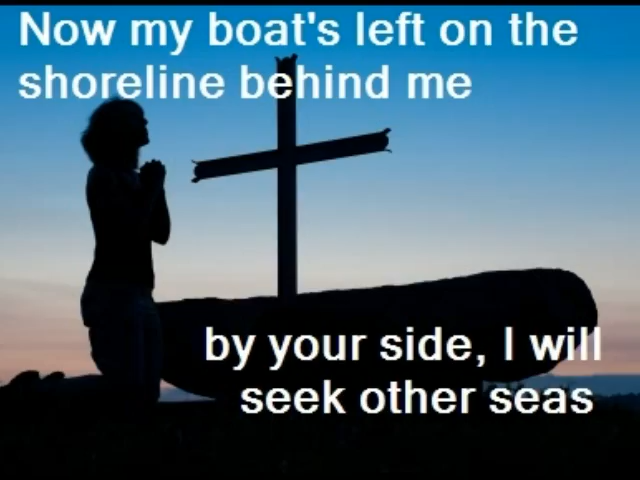 Now my boat's left on the
shoreline behind me
by your side, I will
seek other seas